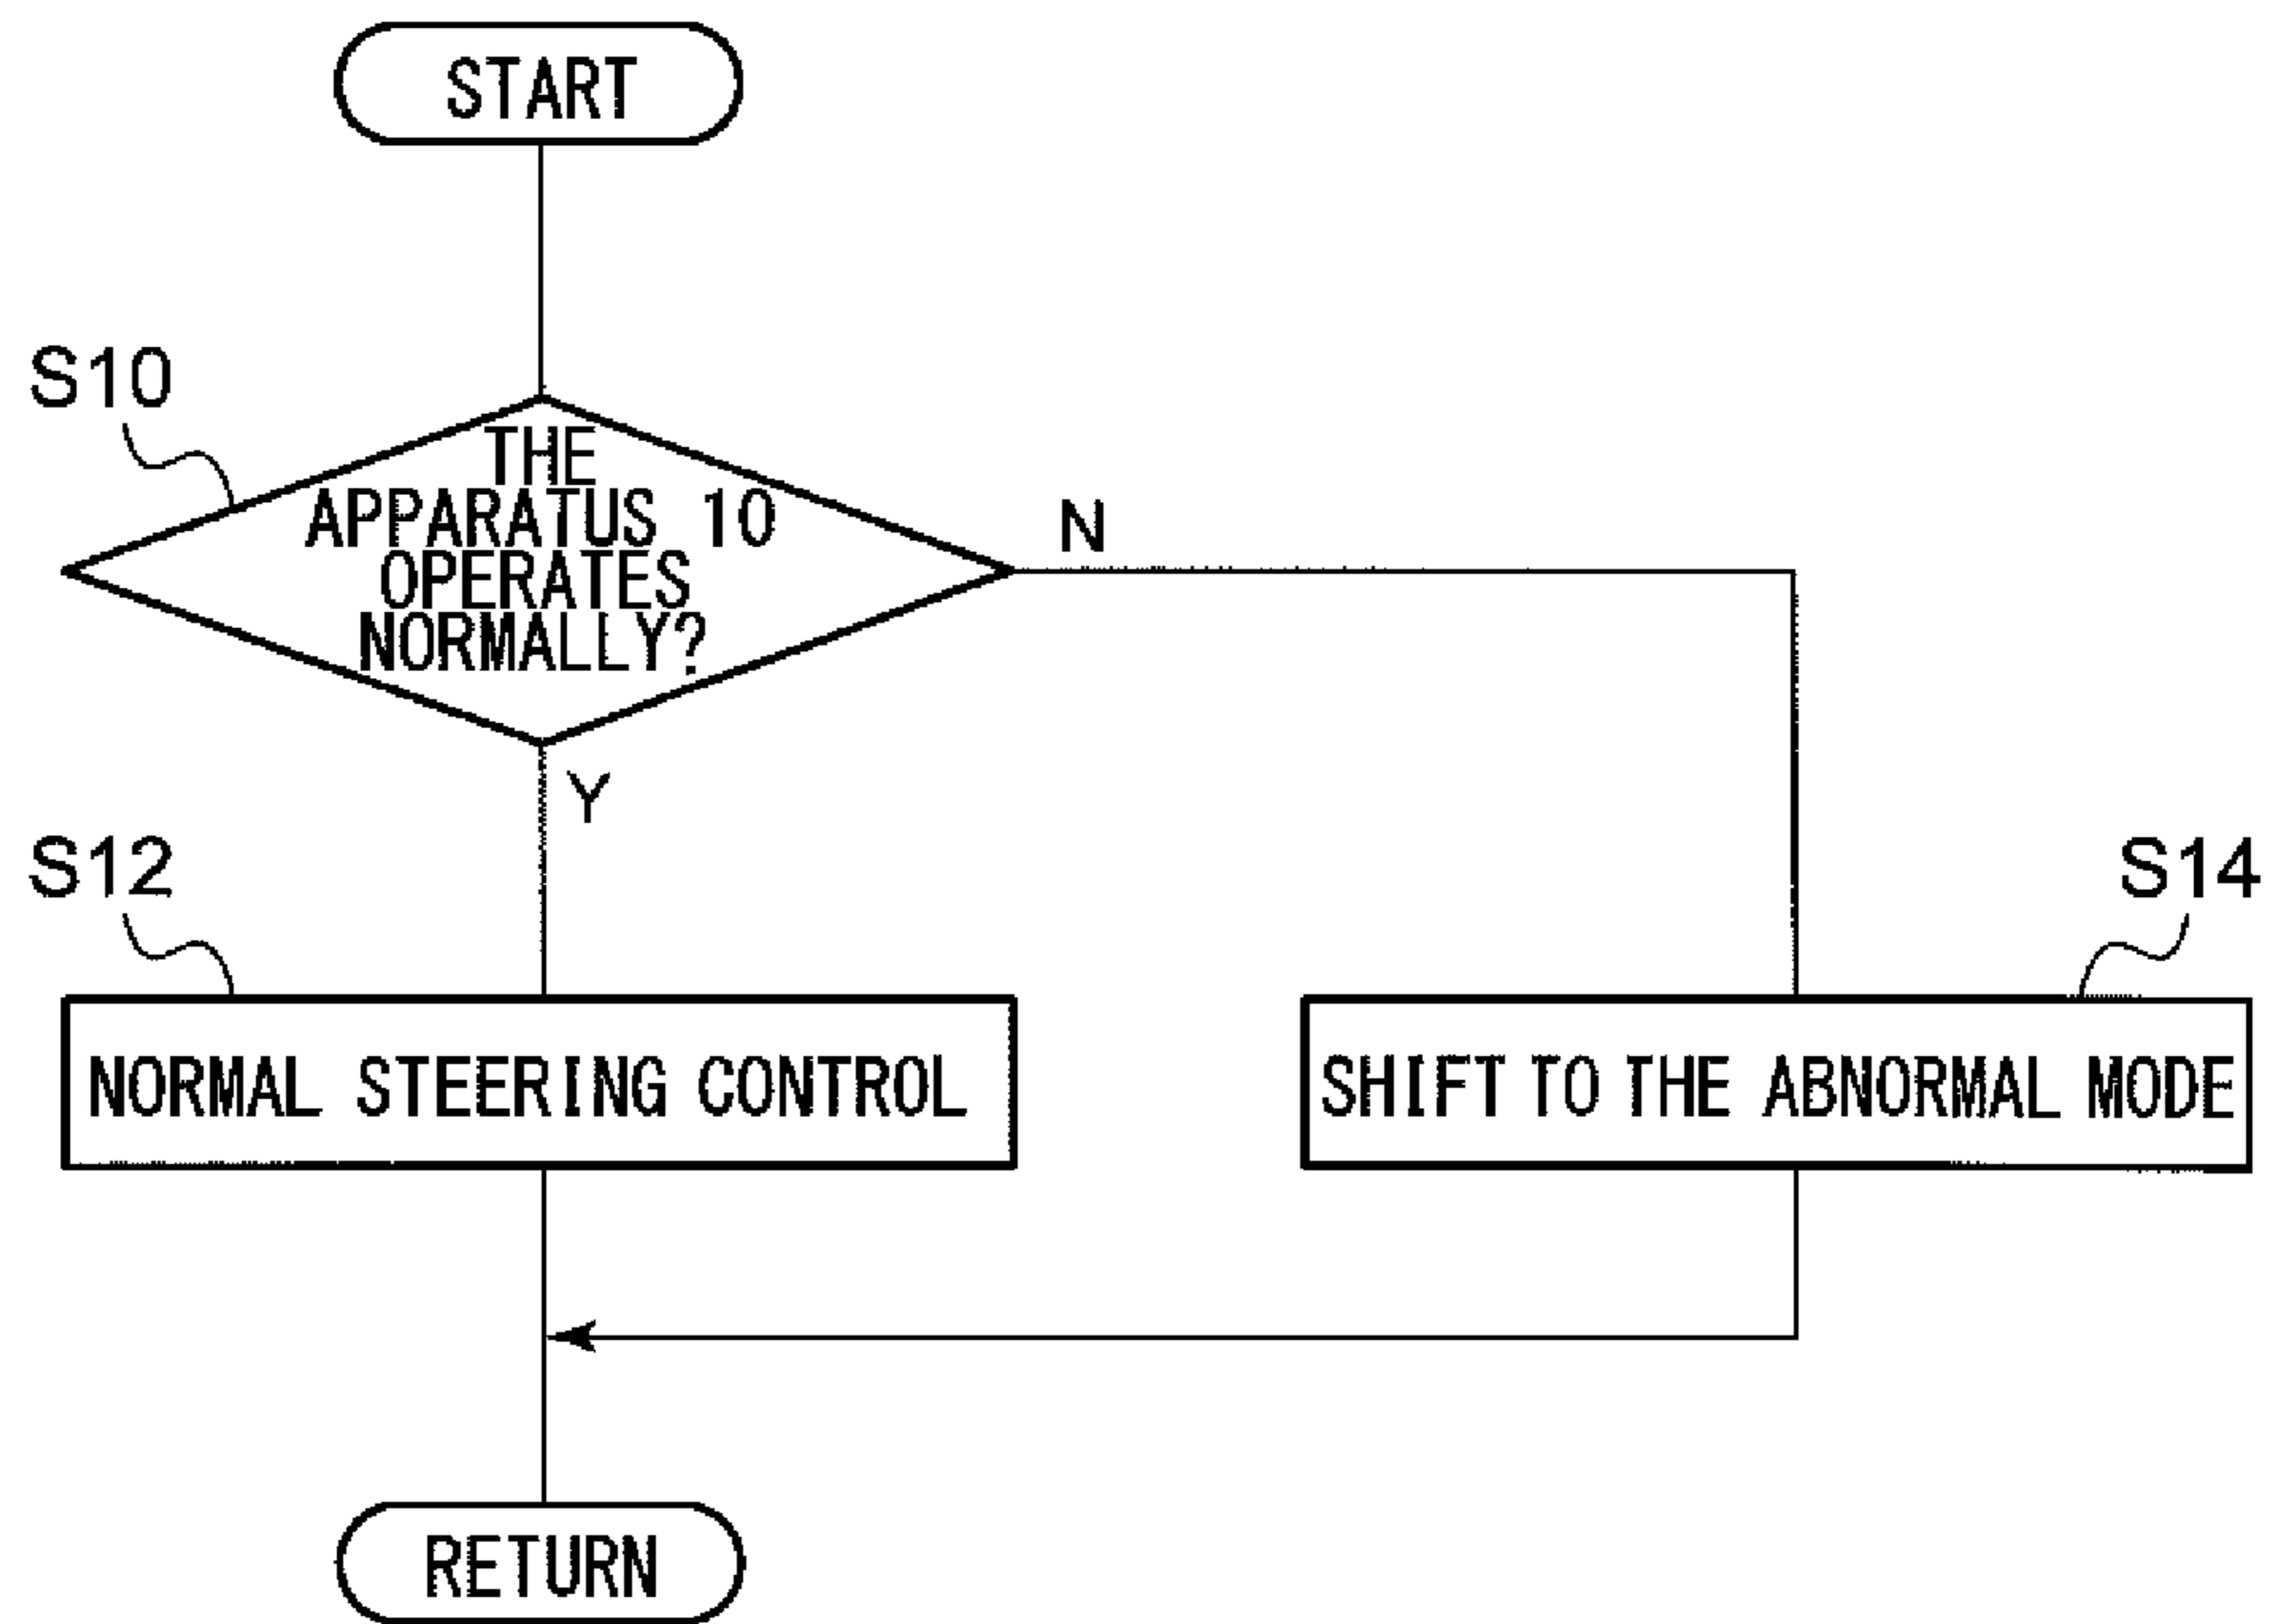 START
S10
THE
APPARATUS 10
OPERATES
NORMALLY?
N
Y
S12
S14
NORMAL STEERING CONTROL
SHIFT TO THE ABNORMAL MODE
RETURN